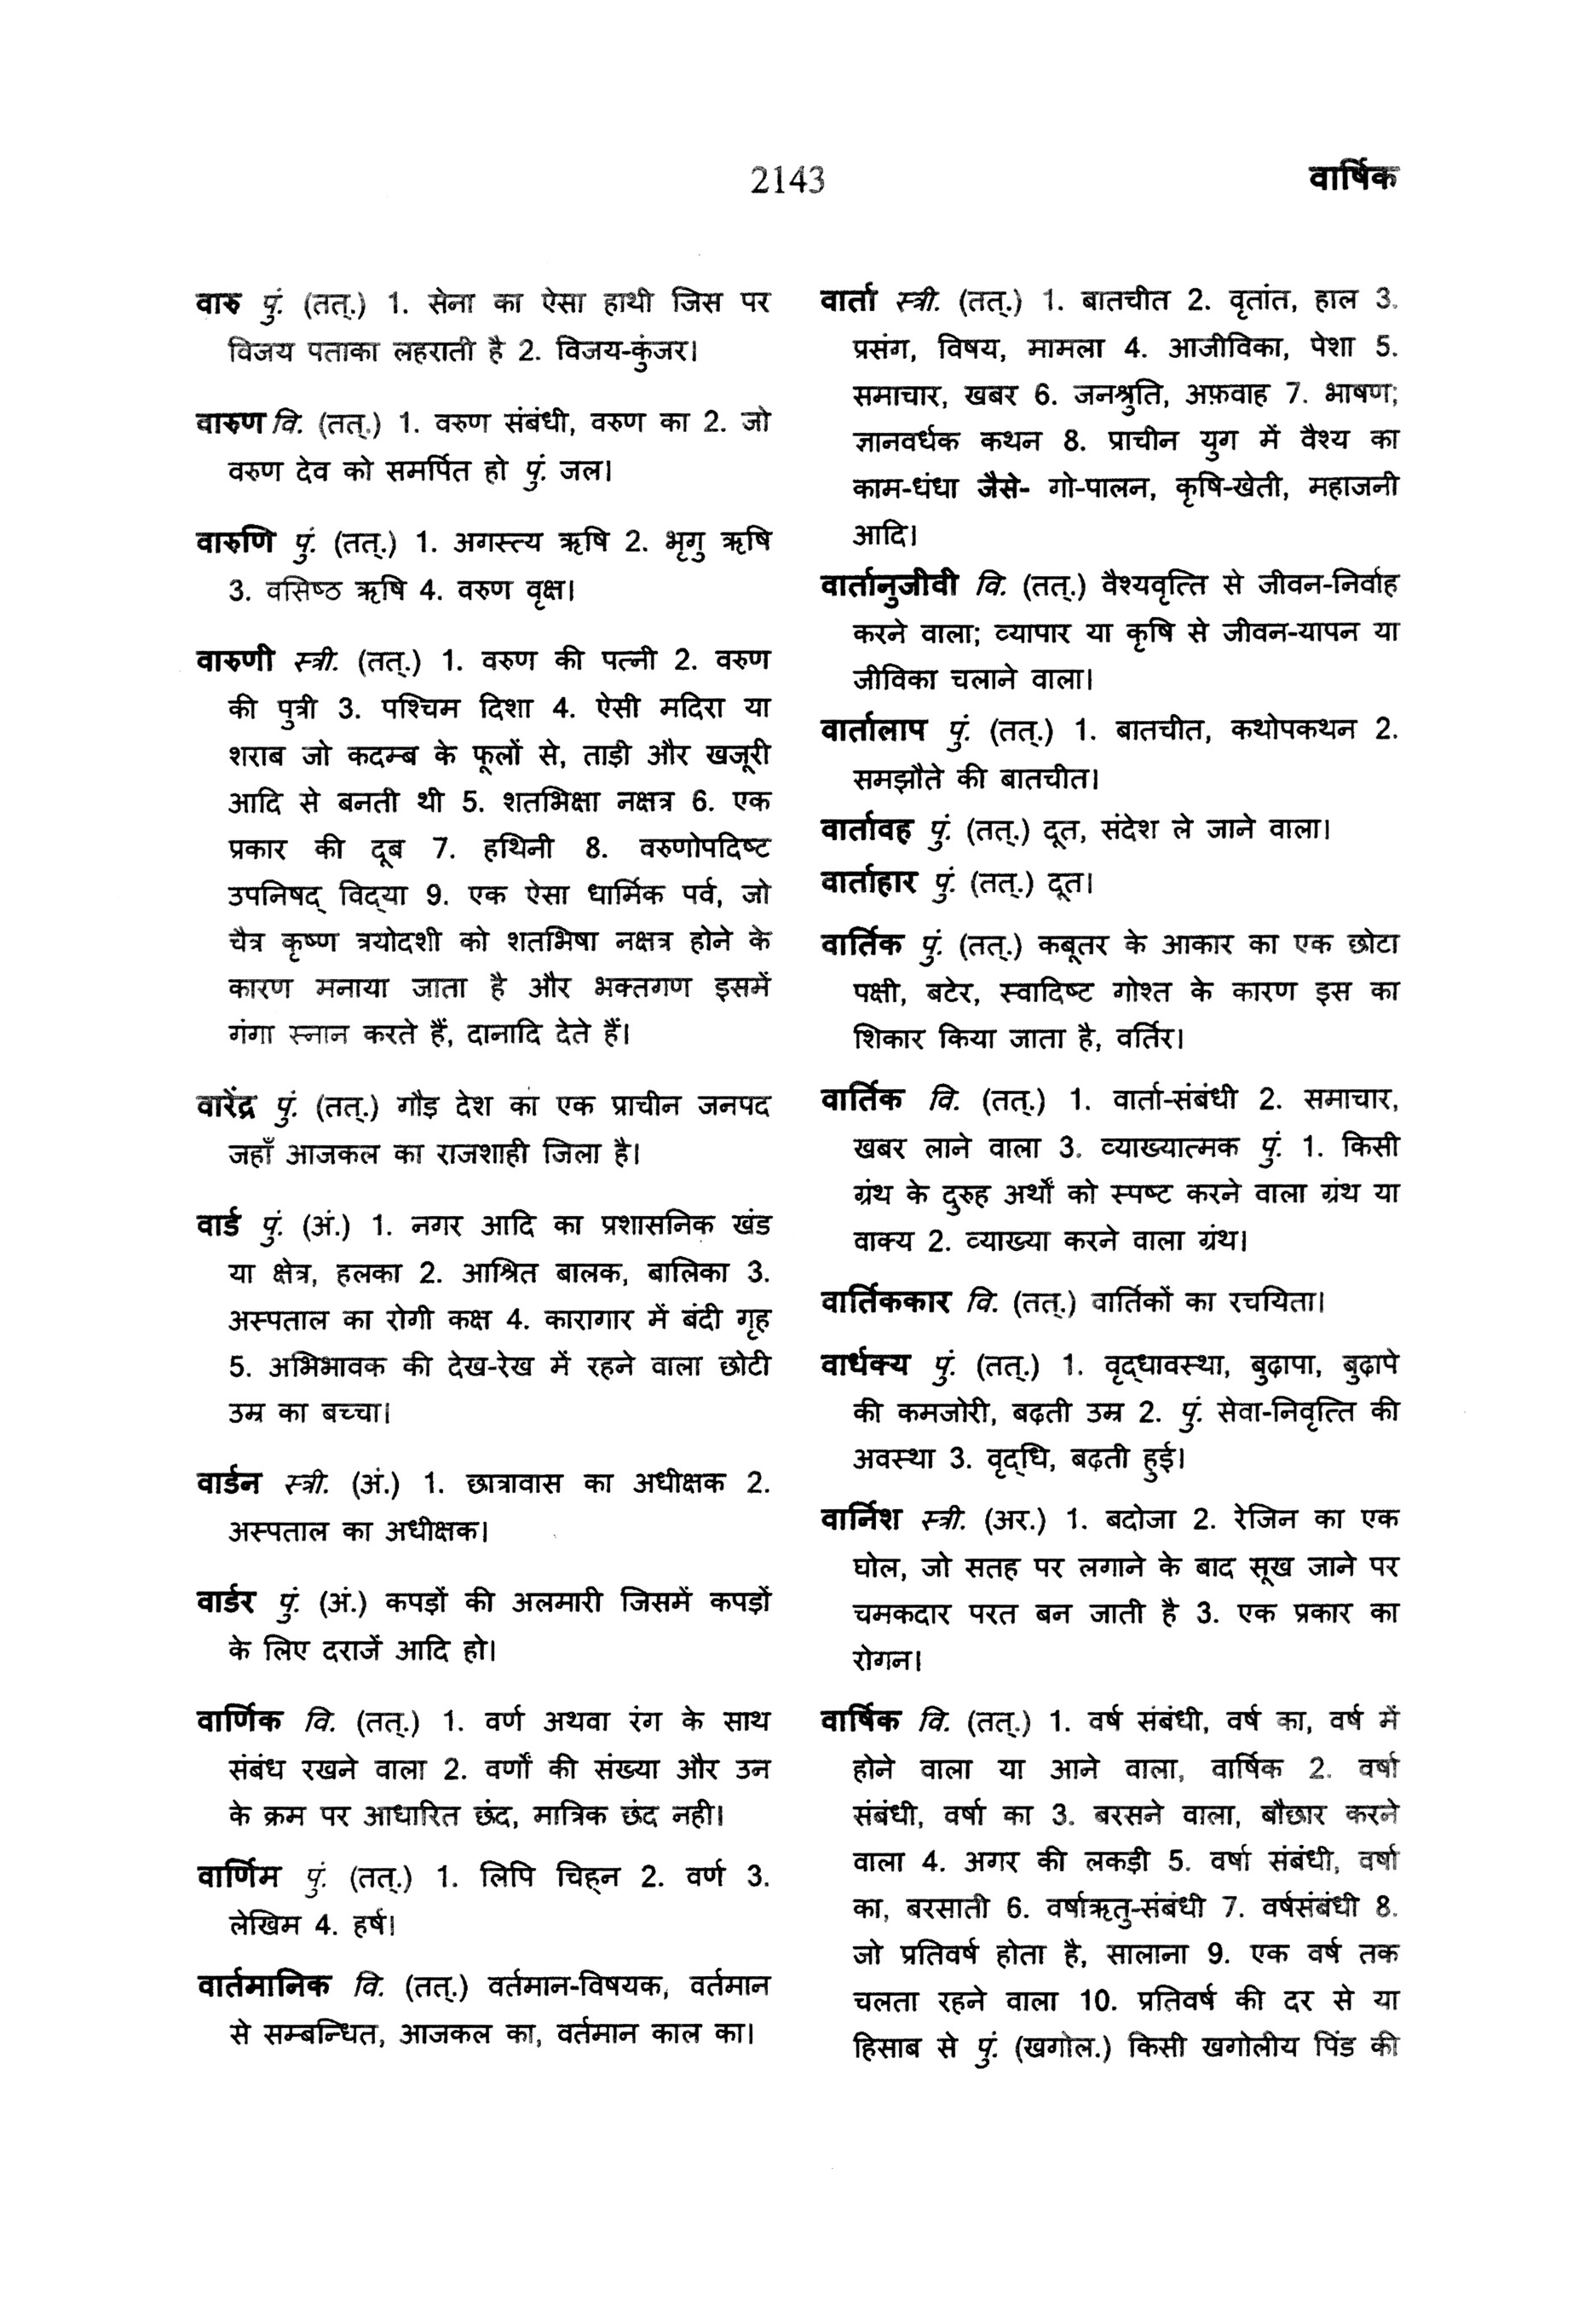 2143
वार्षिक
वारु पुं. (तत्.) 1. सेना का ऐसा हाथी जिस पर
विजय पताका लहराती है 2. विजय-कुंजर।
वारुण वि. (तत्.) 1. वरुण संबंधी, वरुण का 2. जो
वरुण देव को समर्पित हो पुं. जल।
वारुणि पुं. (तत्.) 1. अगस्त्य ऋषि 2. भृगु ऋषि
3. वसिष्ठ ऋषि 4. वरुण वृक्ष।
वारुणी स्त्री. (तत्.) 1. वरुण की पत्नी 2. वरुण
की पुत्री 3. पश्चिम दिशा 4. ऐसी मदिरा या
शराब जो कदम्ब के फूलों से, ताड़ी और खजूरी
आदि से बनती थी 5. शतभिक्षा नक्षत्र 6. एक
प्रकार की दूब 7. हथिनी 8. वरुणोपदिष्ट
उपनिषद् विद्‌या 9. एक ऐसा धार्मिक पर्व, जो
चैत्र कृष्ण त्रयोदशी को शतभिषा नक्षत्र होने के
कारण मनाया जाता है और भक्तगण इसमें
गंगा स्नान करते हैं, दानादि देते हैं।
वारेंद्र पुं. (तत्.) गौड़ देश का एक प्राचीन जनपद
जहाँ आजकल का राजशाही जिला है।
वार्ड पुं. (अं.) 1. नगर आदि का प्रशासनिक खंड
या क्षेत्र, हलका 2. आश्रित बालक, बालिका 3.
अस्पताल का रोगी कक्ष 4. कारागार में बंदी गृह
5. अभिभावक की देख-रेख में रहने वाला छोटी
उम्र का बच्चा।
वार्डन स्त्री. (अं.) 1. छात्रावास का अधीक्षक 2.
अस्पताल का अधीक्षक।
वार्डर पुं. (अं.) कपड़ों की अलमारी जिसमें कपड़ों
के लिए दराजें आदि हो।
वार्णिक वि. (तत्.) 1. वर्ण अथवा रंग के साथ
संबंध रखने वाला 2. वर्णों की संख्या और उन
के क्रम पर आधारित छंद, मात्रिक छंद नही।
वार्णिम पुं. (तत्.) 1. लिपि चिह्‌न 2. वर्ण 3.
लेखिम 4. हर्ष।
वार्तमानिक वि. (तत्.) वर्तमान-विषयक, वर्तमान
से सम्बन्धित, आजकल का, वर्तमान काल का।
वार्ता स्त्री. (तत्.) 1. बातचीत 2. वृतांत, हाल 3.
प्रसंग, विषय, मामला 4. आजीविका, पेशा 5.
समाचार, खबर 6. जनश्रुति, अफ़वाह 7. भाषण;
ज्ञानवर्धक कथन 8. प्राचीन युग में वैश्य का
काम-धंधा जैसे- गो-पालन, कृषि-खेती, महाजनी
आदि।
वार्तानुजीवी वि. (तत्.) वैश्यवृत्ति से जीवन-निर्वाह
करने वाला; व्यापार या कृषि से जीवन-यापन या
जीविका चलाने वाला।
वार्तालाप पुं. (तत्.) 1. बातचीत, कथोपकथन 2.
समझौते की बातचीत।
वार्तावह पुं. (तत्.) दूत, संदेश ले जाने वाला।
वार्ताहार पुं. (तत्.) दूत।
वार्तिक पुं. (तत्.) कबूतर के आकार का एक छोटा
पक्षी, बटेर, स्वादिष्ट गोश्त के कारण इस का
शिकार किया जाता है, वर्तिर।
वार्तिक वि. (तत्.) 1. वार्ता-संबंधी 2. समाचार,
खबर लाने वाला 3. व्याख्यात्मक पुं. 1. किसी
ग्रंथ के दुरुह अर्थों को स्पष्ट करने वाला ग्रंथ या
वाक्य 2. व्याख्या करने वाला ग्रंथ।
वार्तिककार वि. (तत्.) वार्तिकों का रचयिता।
वार्धक्य पुं. (तत्.) 1. वृद्‌धावस्था, बुढ़ापा, बुढ़ापे
की कमजोरी, बढ़ती उम्र 2. पुं. सेवा-निवृत्ति की
अवस्था 3. वृद्‌धि, बढ़ती हुई।
वार्निश स्त्री. (अर.) 1. बदोजा 2. रेजिन का एक
घोल, जो सतह पर लगाने के बाद सूख जाने पर
चमकदार परत बन जाती है 3. एक प्रकार का
रोगन।
वार्षिक वि. (तत्.) 1. वर्ष संबंधी, वर्ष का, वर्ष में
होने वाला या आने वाला, वार्षिक 2. वर्षा
संबंधी, वर्षा का 3. बरसने वाला, बौछार करने
वाला 4. अगर की लकड़ी 5. वर्षा संबंधी, वर्षा
का, बरसाती 6. वर्षाऋतु-संबंधी 7. वर्षसंबंधी 8.
जो प्रतिवर्ष होता है, सालाना 9. एक वर्ष तक
चलता रहने वाला 10. प्रतिवर्ष की दर से या
हिसाब से पुं. (खगोल.) किसी खगोलीय पिंड की